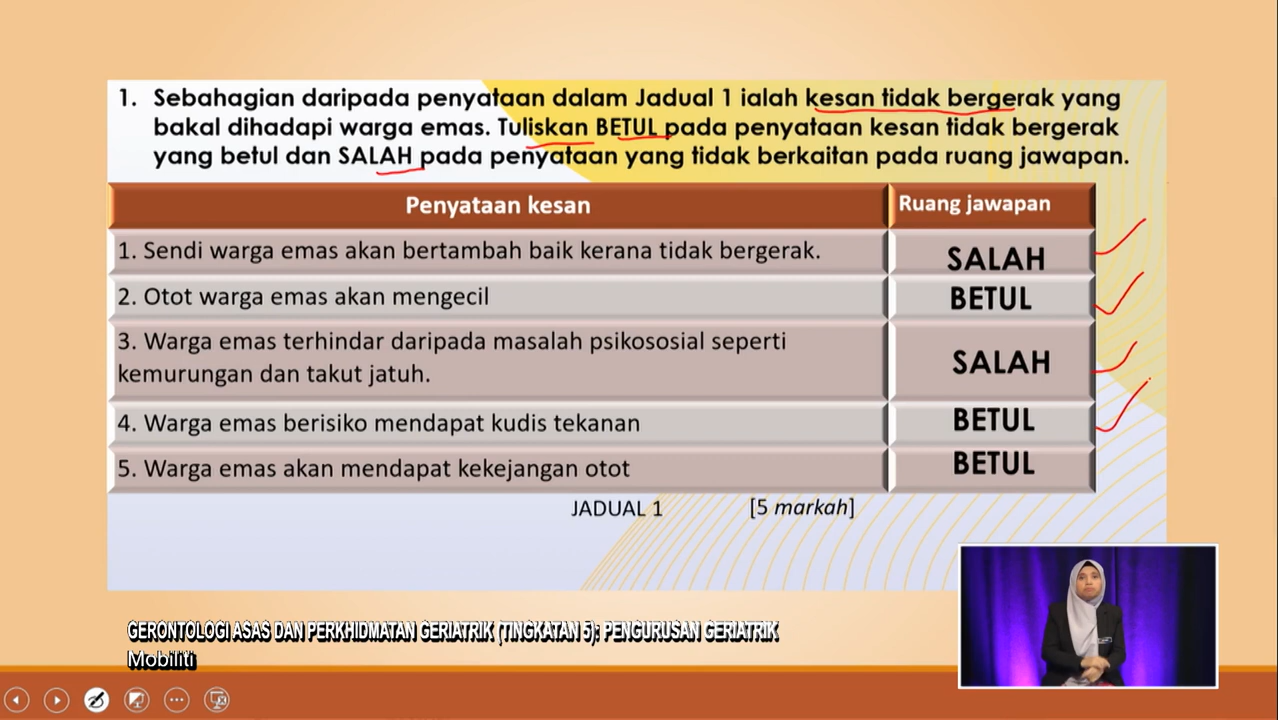 1. Sebahagian daripada penyataan dalam Jadual 1 ialah kesan tidak bergerak yang
bakal dihadapi warga emas. Tuliskan BETUL pada penyataan kesan tidak bergerak
yang betul dan SALAH pada penyataan yang tidak berkaitan pada ruang jawapan.
Penyataan kesan
Ruang jawapan
1. Sendi warga emas akan bertambah baik kerana tidak bergerak.
SALAH
2. Otot warga emas akan mengecil
BETUL
3. Warga emas terhindar daripada masalah psikososial seperti
kemurungan dan takut jatuh.
SALAH
4. Warga emas berisiko mendapat kudis tekanan
BETUL
5. Warga emas akan mendapat kekejangan otot
BETUL
JADUAL 1 [5 markah]
GERONTOLOGI ASAS DAN PERKHIDMATAN GERIATRIK (TINGKATAN 5): PENGURUSAN GERIATRIK
Mobiliti